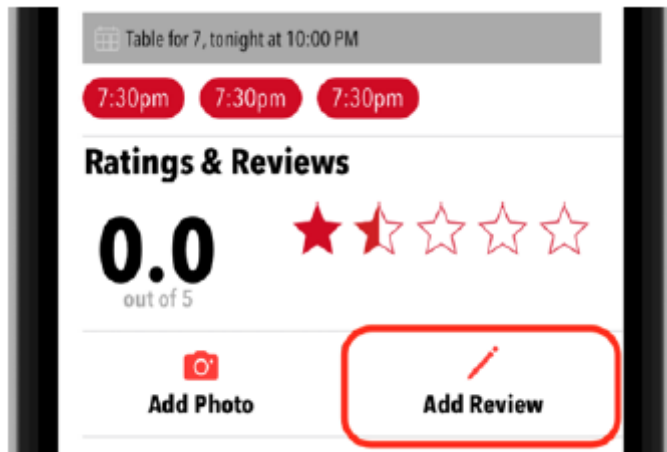 Table for 7, tonight at 10:00 PM
7:30pm 7:30pm 7:30pm
Ratings & Reviews
0.0
out of 5
Add Photo Add Review